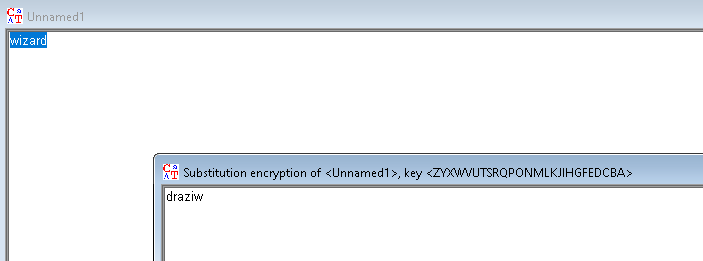 Unnamed1
wizard
Substitution encryption of <Unnamed1>, key <ZYXWVUTSRQPONMLKJIHGFEDCBA>
draziw